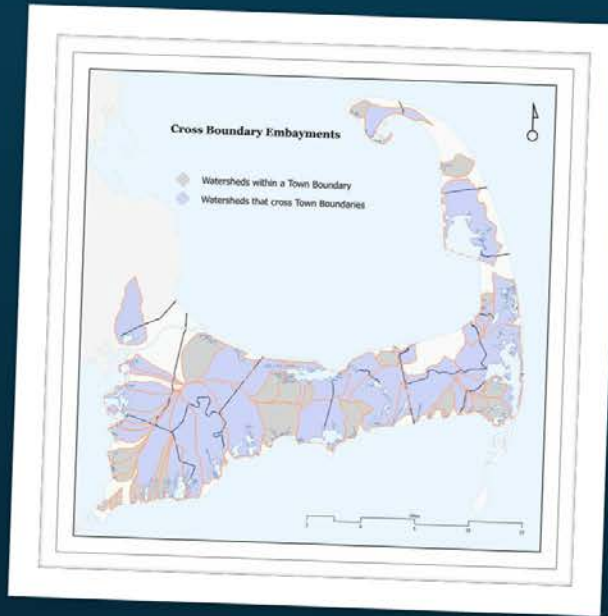 Cross Boundary Embayments
Watersheds within a Town Boundary
Watersheds that cross Town Boundaries